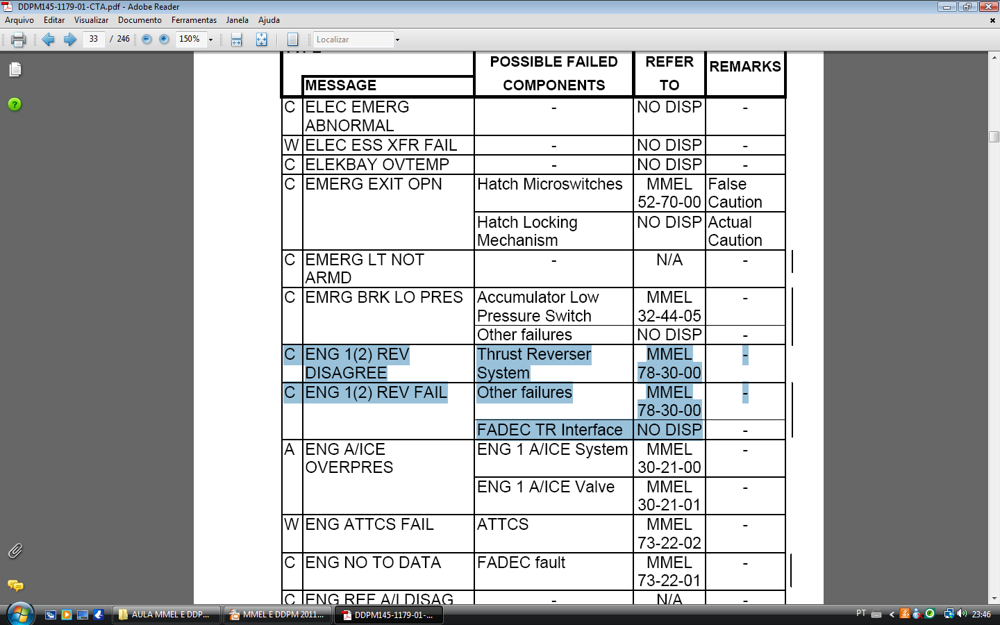 DDPM145-1179-01-CTA.pdf - Adobe Reader
Arquivo Editar Visualizar Documento Ferramentas Janela Ajuda
33 / 246 150% Localizar
POSSIBLE FAILED REFER REMARKS
MESSAGE COMPONENTS TO
C ELEC EMERG - NO DISP -
ABNORMAL
W ELEC ESS XFR FAIL - NO DISP -
C ELEKBAY OVTEMP - NO DISP -
C EMERG EXIT OPN Hatch Microswitches MMEL False
52-70-00 Caution
Hatch Locking NO DISP Actual
Mechanism Caution
C EMERG LT NOT - N/A -
ARMD
C EMRG BRK LO PRES Accumulator Low MMEL -
Pressure Switch 32-44-05
Other failures NO DISP -
C ENG 1(2) REV Thrust Reverser MMEL -
DISAGREE System 78-30-00
C ENG 1(2) REV FAIL Other failures MMEL -
78-30-00
FADEC TR Interface NO DISP -
A ENG A/ICE ENG 1 A/ICE System MMEL -
OVERPRES 30-21-00
ENG 1 A/ICE Valve MMEL -
30-21-01
W ENG ATTCS FAIL ATTCS MMEL -
73-22-02
C ENG NO TO DATA FADEC fault MMEL -
73-22-01
C ENG REF A/I DISAG - N/A -
AULA MMEL E DDP... MMEL E DDPM 2011... DDPM145-1179-01-... PT 23:46